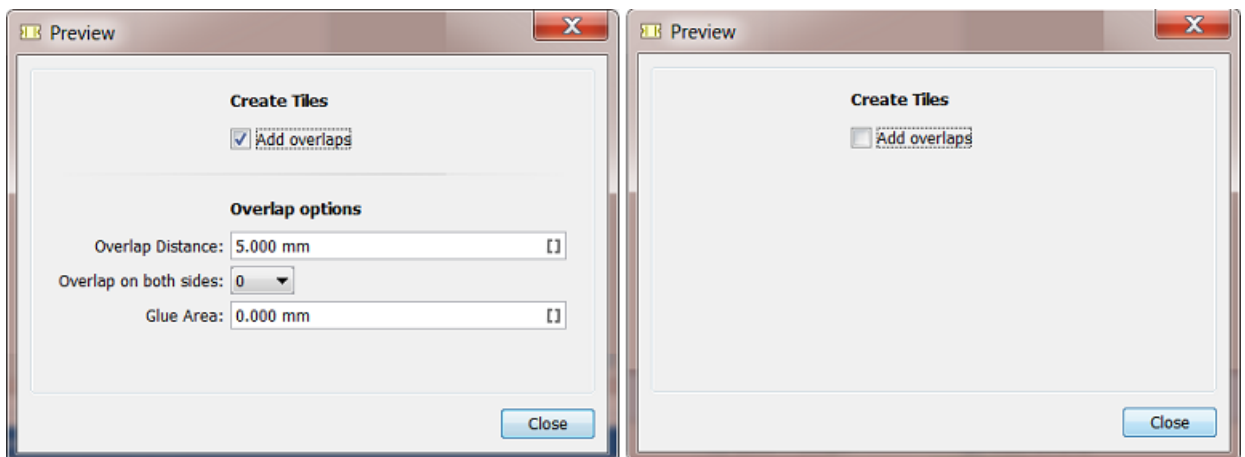 Preview
Create Tiles
Add overlaps
Overlap options
Overlap Distance: 5.000 mm []
Overlap on both sides: 0
Glue Area: 0.000 mm []
Close
Preview
Create Tiles
Add overlaps
Close